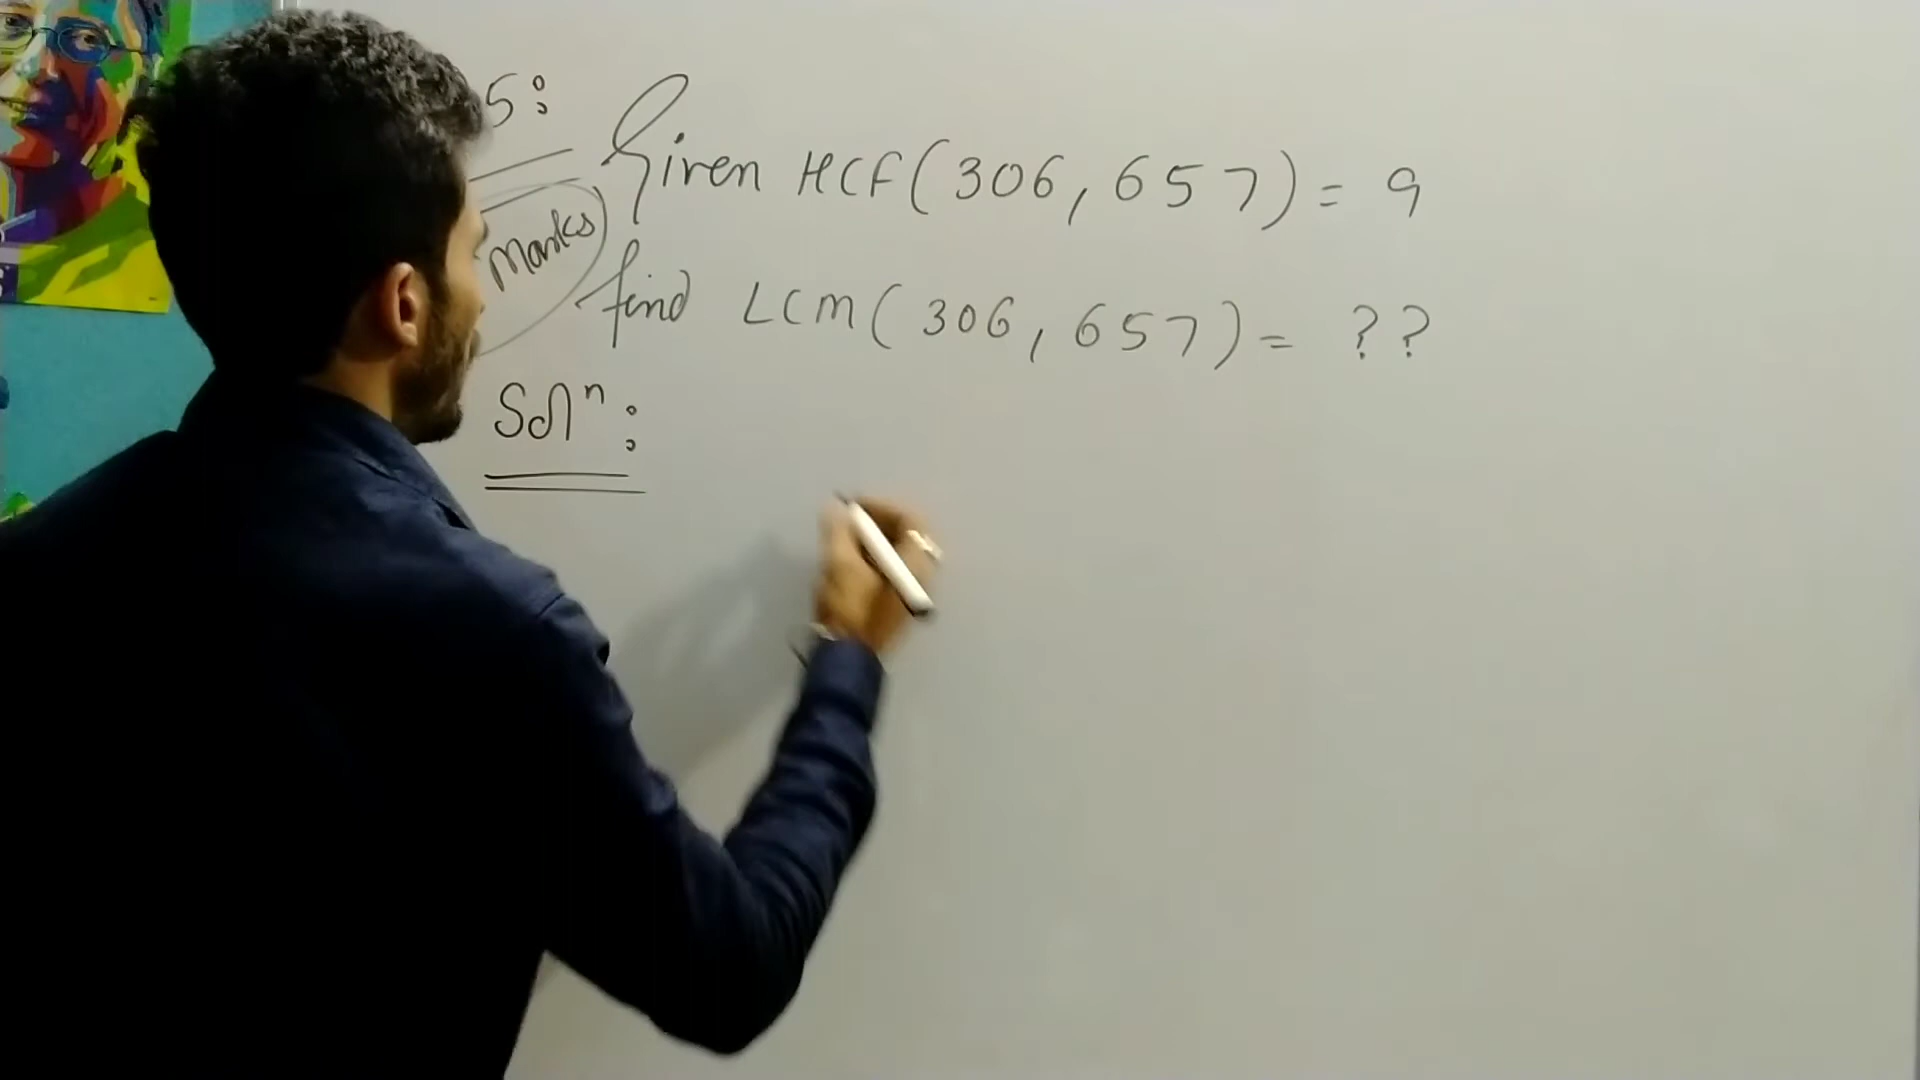 5:
Given HCF(306, 657) = 9
Marks
find LCM(306, 657) = ??
Solⁿ: